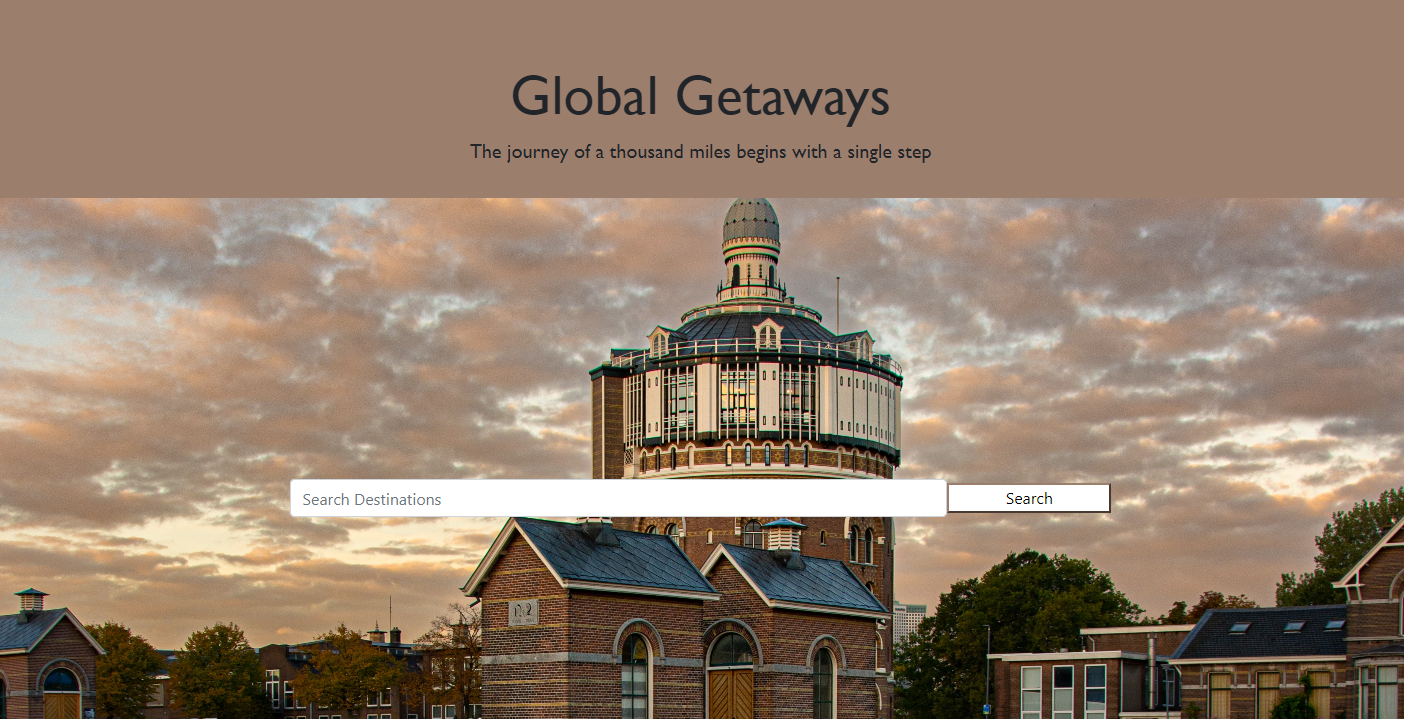 Global Getaways
The journey of a thousand miles begins with a single step
Search Destinations
Search